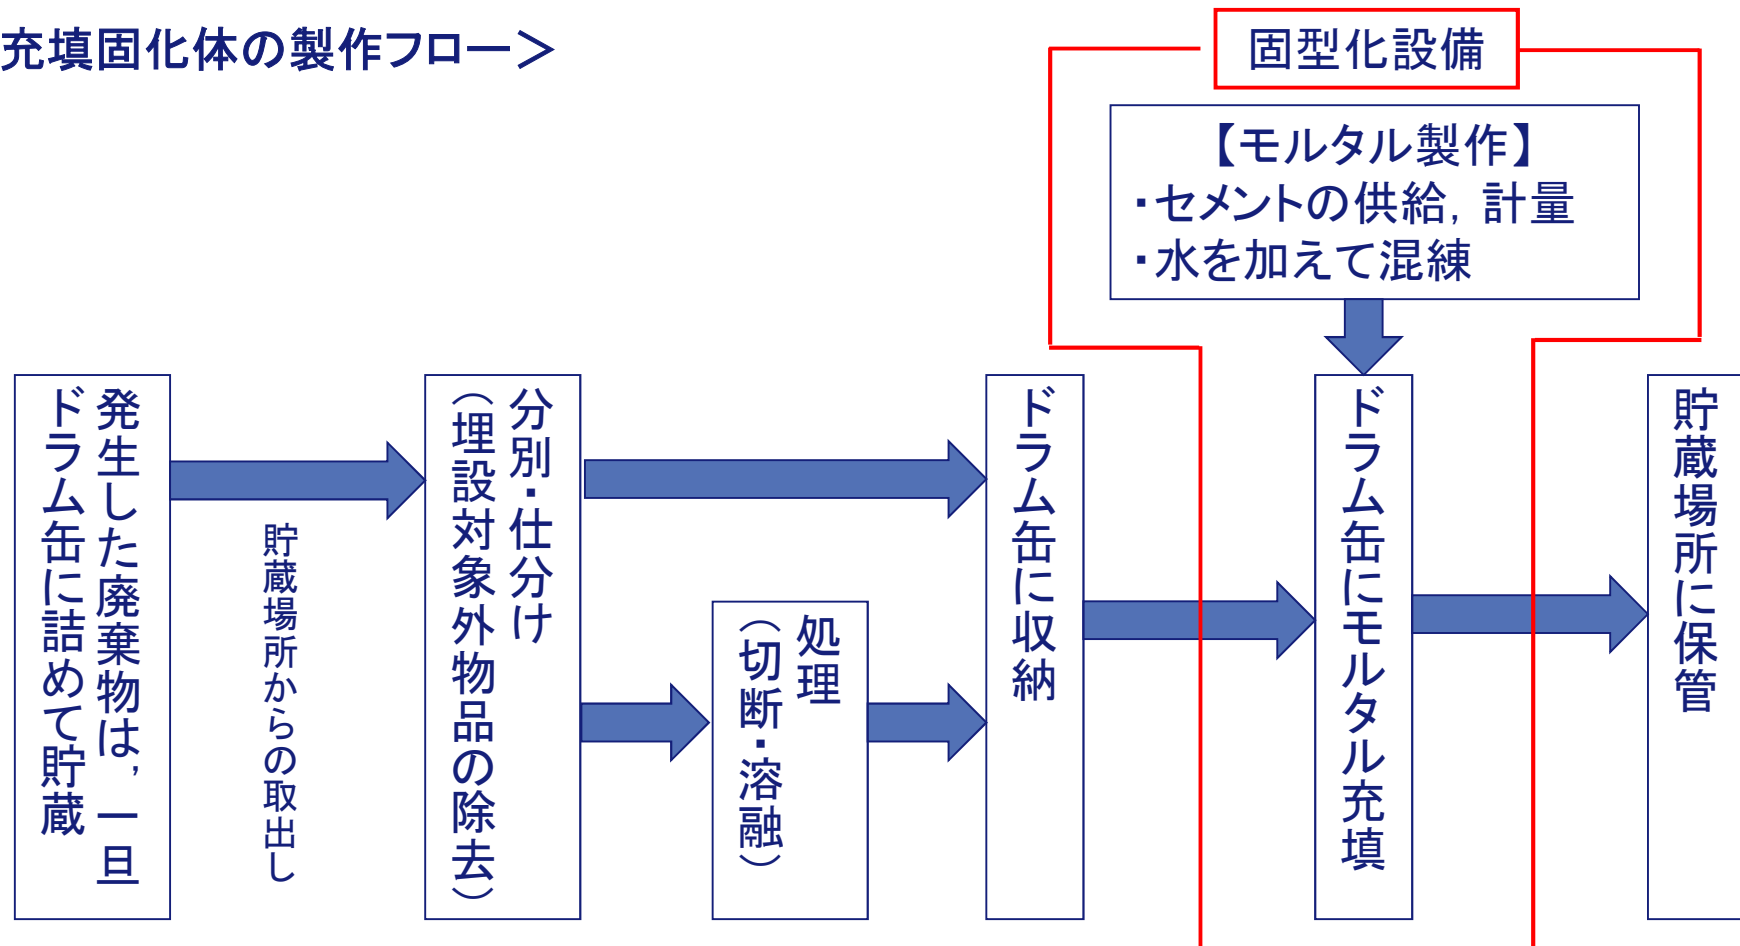 充填固化体の製作フロー＞
固型化設備
【モルタル製作】
・セメントの供給，計量
・水を加えて混練
発生した廃棄物は，一旦
ドラム缶に詰めて貯蔵
貯蔵場所からの取出し
分別・仕分け
（埋設対象外物品の除去）
処理
（切断・溶融）
ドラム缶に収納
ドラム缶にモルタル充填
貯蔵場所に保管